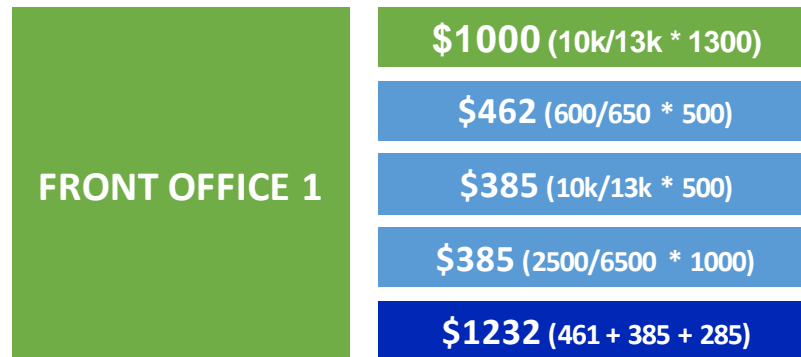 FRONT OFFICE 1
$1000 (10k/13k * 1300)
$462 (600/650 * 500)
$385 (10k/13k * 500)
$385 (2500/6500 * 1000)
$1232 (461 + 385 + 285)